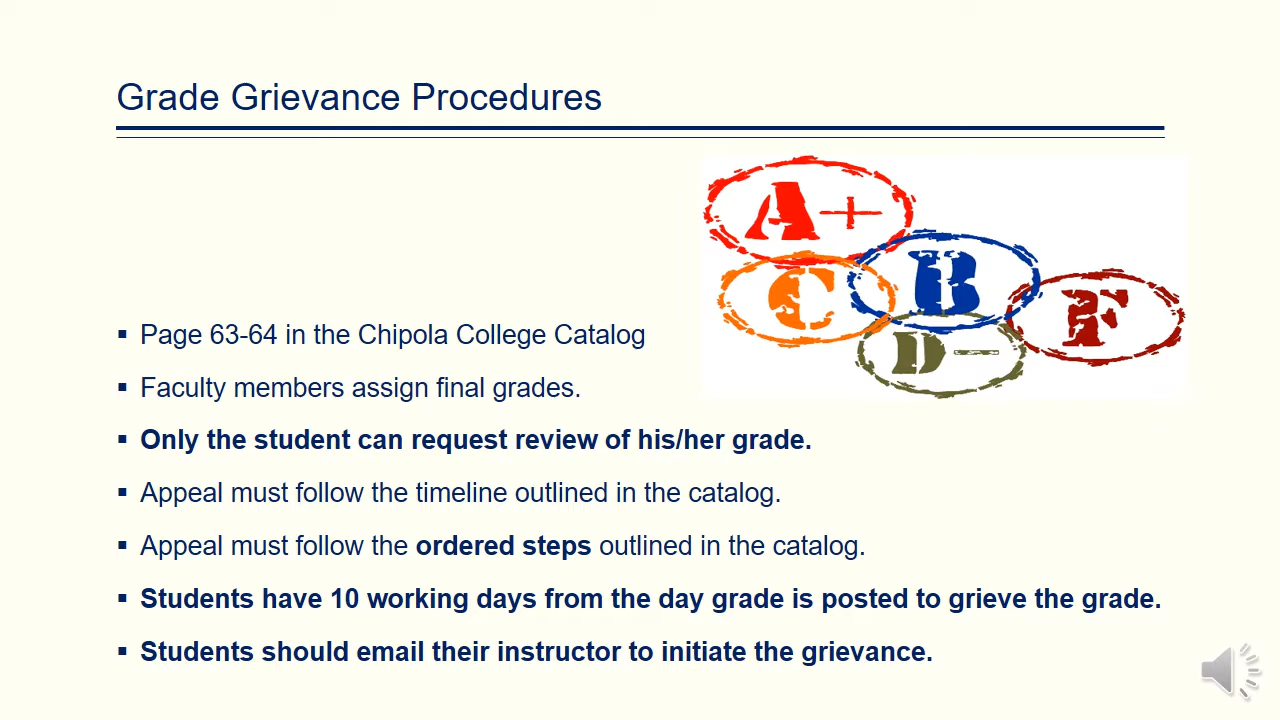 Grade Grievance Procedures
A+
B
C
F
D-
▪ Page 63-64 in the Chipola College Catalog
▪ Faculty members assign final grades.
▪ Only the student can request review of his/her grade.
▪ Appeal must follow the timeline outlined in the catalog.
▪ Appeal must follow the ordered steps outlined in the catalog.
▪ Students have 10 working days from the day grade is posted to grieve the grade.
▪ Students should email their instructor to initiate the grievance.